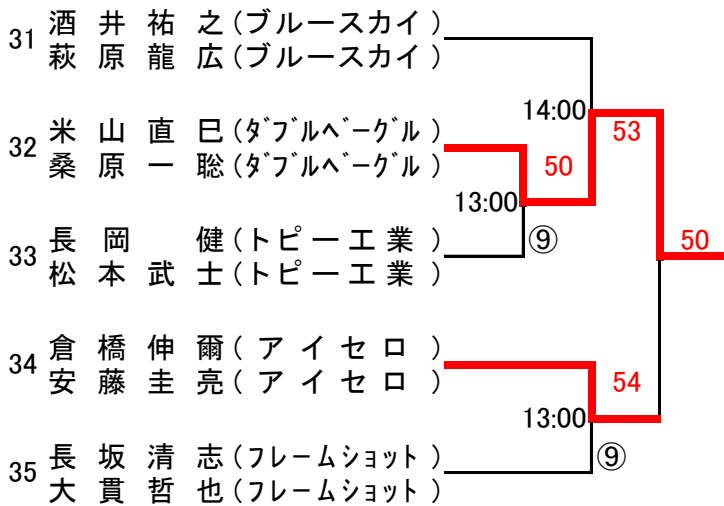 31 酒井祐之(ブルースカイ)
萩原龍広(ブルースカイ)
14:00
53
32 米山直巳(ダブルベーグル)
桑原一聡(ダブルベーグル)
50
13:00
33 長岡 健(トピー工業)
松本武士(トピー工業)
⑨
50
34 倉橋伸爾(アイセロ)
安藤圭亮(アイセロ)
54
13:00
35 長坂清志(フレームショット)
大貫哲也(フレームショット)
⑨